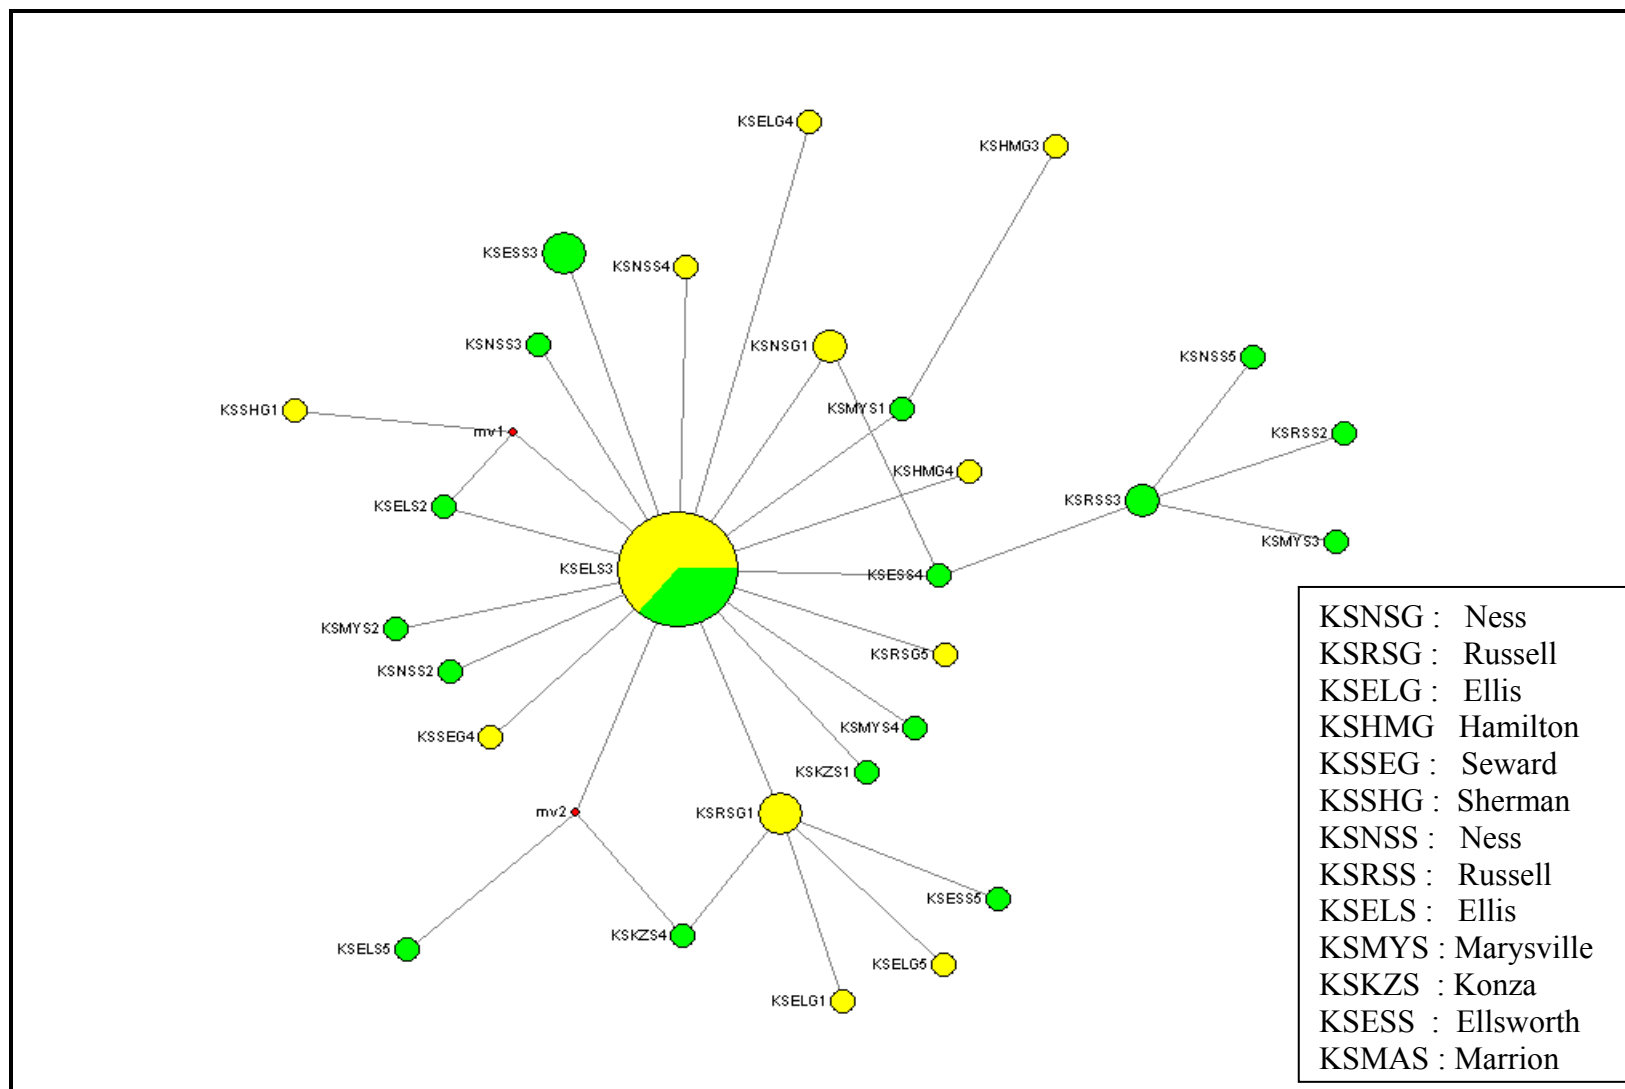 KSELG4
KSHMG3
KSESS3
KSNSS4
KSNSS3
KSNSG1
KSNSS5
KSSHG1
mv1
KSMYS1
KSRSS2
KSHMG4
KSELS2
KSRSS3
KSMYS3
KSELS3
KSESS4
KSMYS2
KSRSG5
KSNSS2
KSSEG4
KSMYS4
KSKZS1
mv2
KSRSG1
KSESS5
KSKZS4
KSELS5
KSELG5
KSELG1
KSNSG : Ness
KSRSG : Russell
KSELG : Ellis
KSHMG Hamilton
KSSEG : Seward
KSSHG : Sherman
KSNSS : Ness
KSRSS : Russell
KSELS : Ellis
KSMYS : Marysville
KSKZS : Konza
KSESS : Ellsworth
KSMAS : Marrion